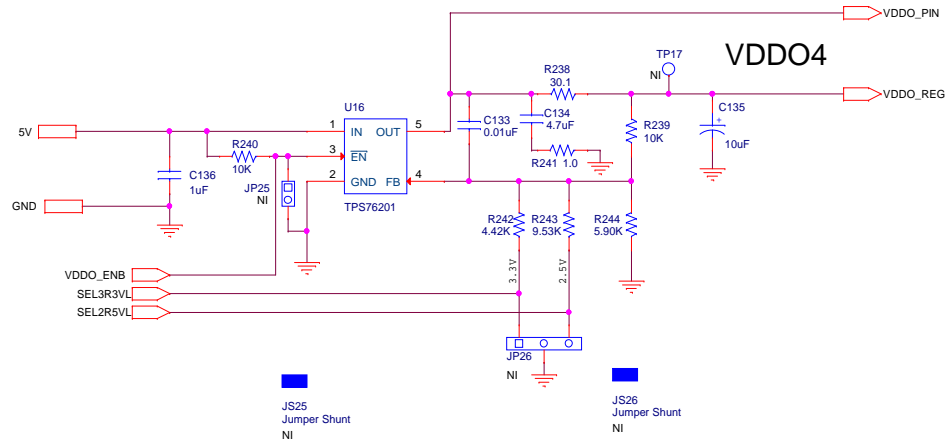 VDDO_PIN
VDDO4
TP17
NI
R238
30.1
VDDO_REG
U16
C133
0.01uF
C134
4.7uF
C135
+
10uF
R239
10K
5V
1 IN OUT 5
R240
10K
3 EN
R241 1.0
C136
1uF
JP25
NI
2 GND FB 4
TPS76201
GND
R242
4.42K
R243
9.53K
R244
5.90K
VDDO_ENB
3.3V
2.5V
SEL3R3VL
SEL2R5VL
JP26
NI
JS25
Jumper Shunt
NI
JS26
Jumper Shunt
NI